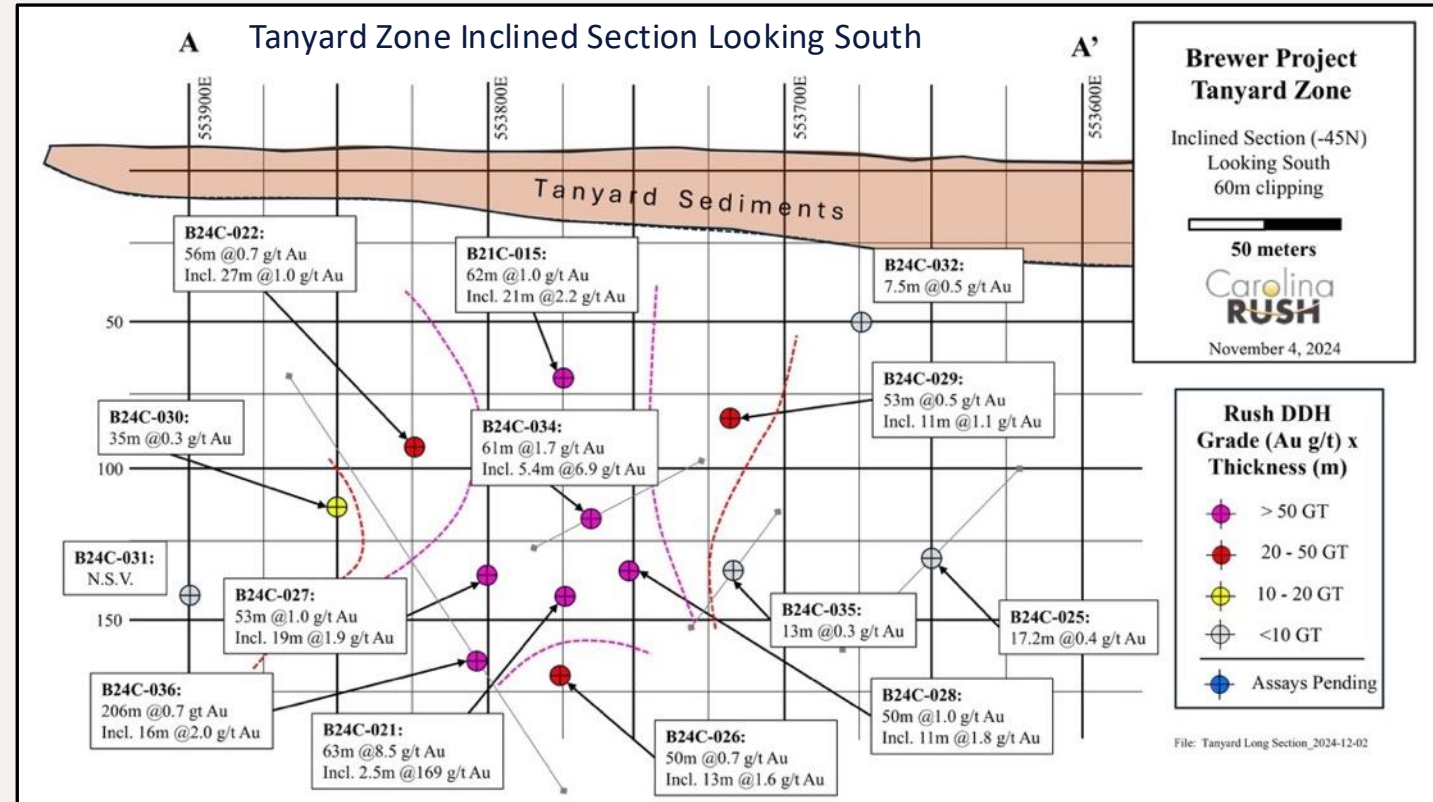 A
Tanyard Zone Inclined Section Looking South
A'
553900E
553800E
553700E
553600E
Brewer Project
Tanyard Zone
Inclined Section (-45N)
Looking South
60m clipping
50 meters
Carolina
RUSH
November 4, 2024
Tanyard Sediments
B24C-022:
56m @0.7 g/t Au
Incl. 27m @1.0 g/t Au
B21C-015:
62m @1.0 g/t Au
Incl. 21m @2.2 g/t Au
B24C-032:
7.5m @0.5 g/t Au
50
B24C-029:
53m @0.5 g/t Au
Incl. 11m @1.1 g/t Au
B24C-030:
35m @0.3 g/t Au
B24C-034:
61m @1.7 g/t Au
Incl. 5.4m @6.9 g/t Au
100
Rush DDH
Grade (Au g/t) x
Thickness (m)
> 50 GT
20 - 50 GT
10 - 20 GT
<10 GT
Assays Pending
B24C-031:
N.S.V.
B24C-027:
53m @1.0 g/t Au
Incl. 19m @1.9 g/t Au
150
B24C-035:
13m @0.3 g/t Au
B24C-025:
17.2m @0.4 g/t Au
B24C-036:
206m @0.7 gt Au
Incl. 16m @2.0 g/t Au
B24C-021:
63m @8.5 g/t Au
Incl. 2.5m @169 g/t Au
B24C-026:
50m @0.7 g/t Au
Incl. 13m @1.6 g/t Au
B24C-028:
50m @1.0 g/t Au
Incl. 11m @1.8 g/t Au
File: Tanyard Long Section_2024-12-02